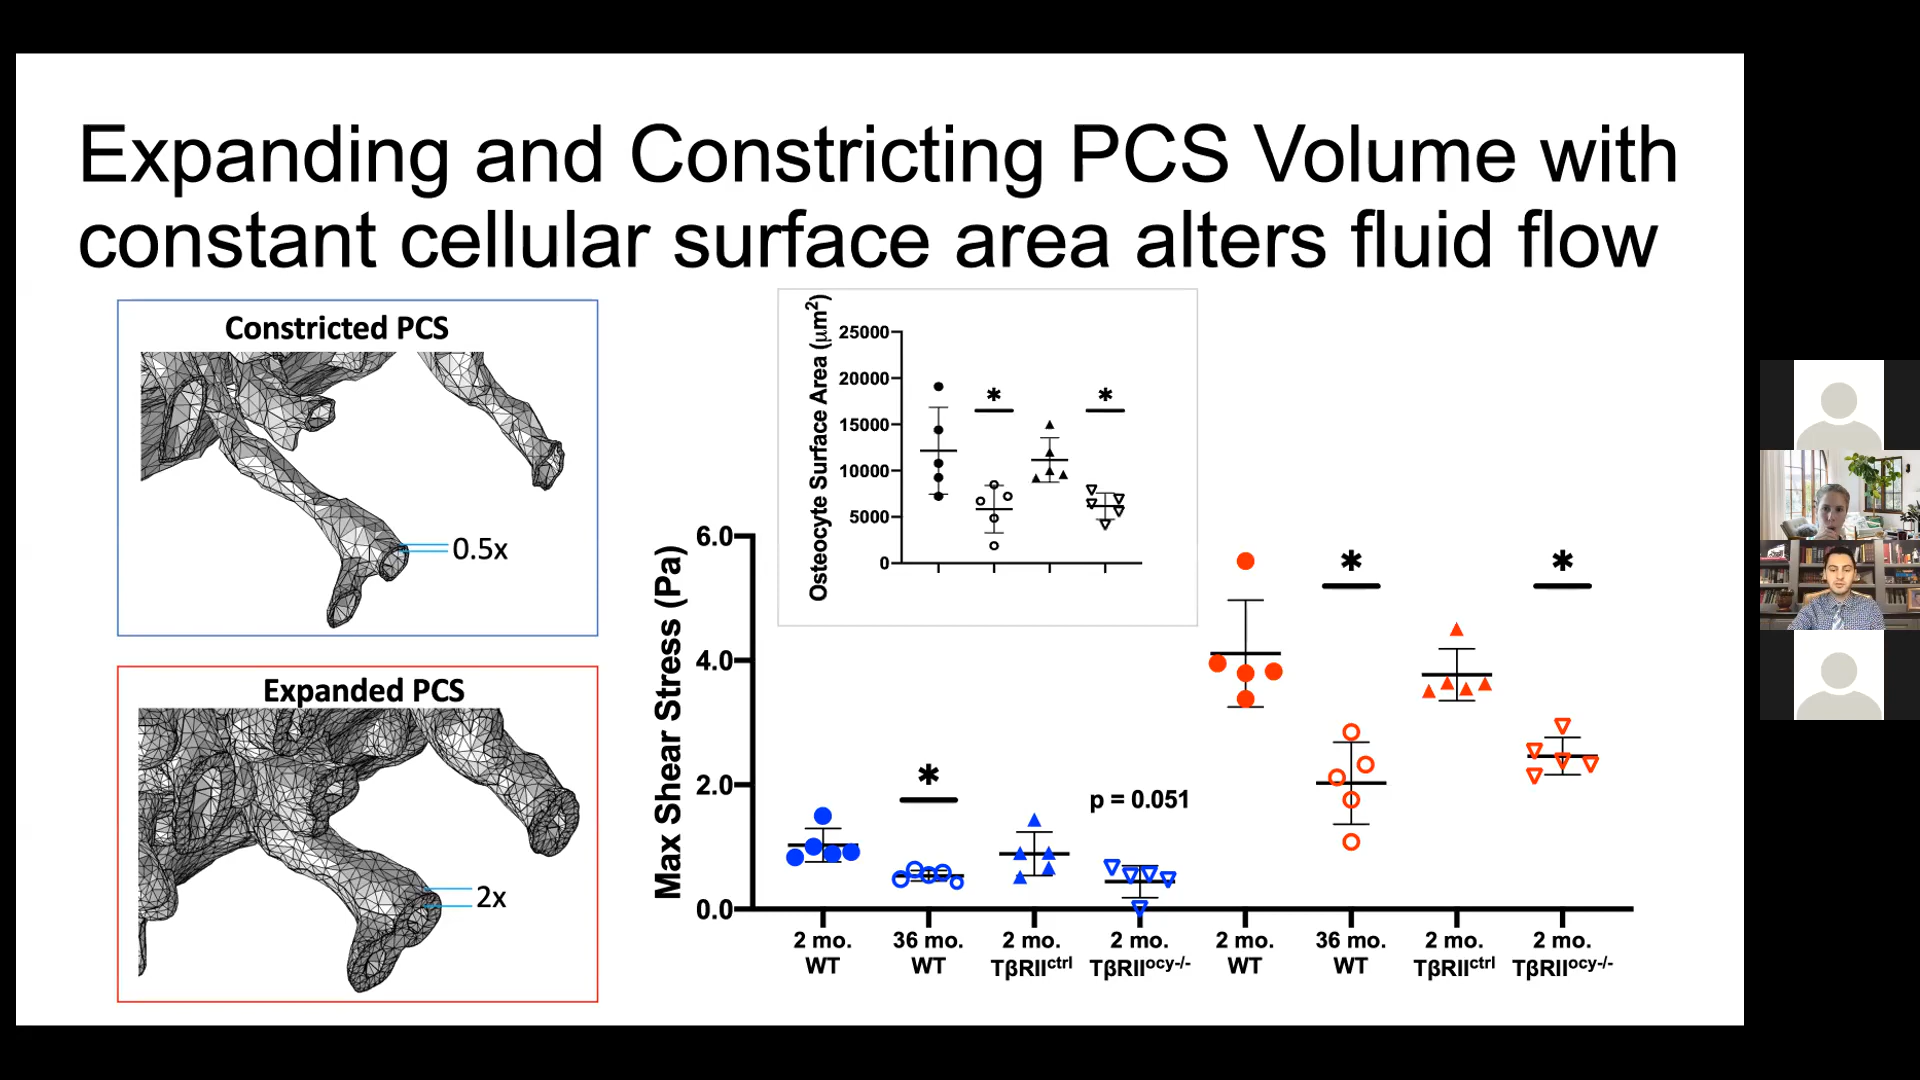 Expanding and Constricting PCS Volume with
constant cellular surface area alters fluid flow
Constricted PCS
0.5x
Expanded PCS
2x
Osteocyte Surface Area (μm²)
25000
20000
15000
10000
5000
0
*
*
Max Shear Stress (Pa)
6.0
4.0
2.0
0.0
*
p = 0.051
*
*
2 mo. WT
36 mo. WT
2 mo. TβRIIctrl
2 mo. TβRIIocy-/-
2 mo. WT
36 mo. WT
2 mo. TβRIIctrl
2 mo. TβRIIocy-/-